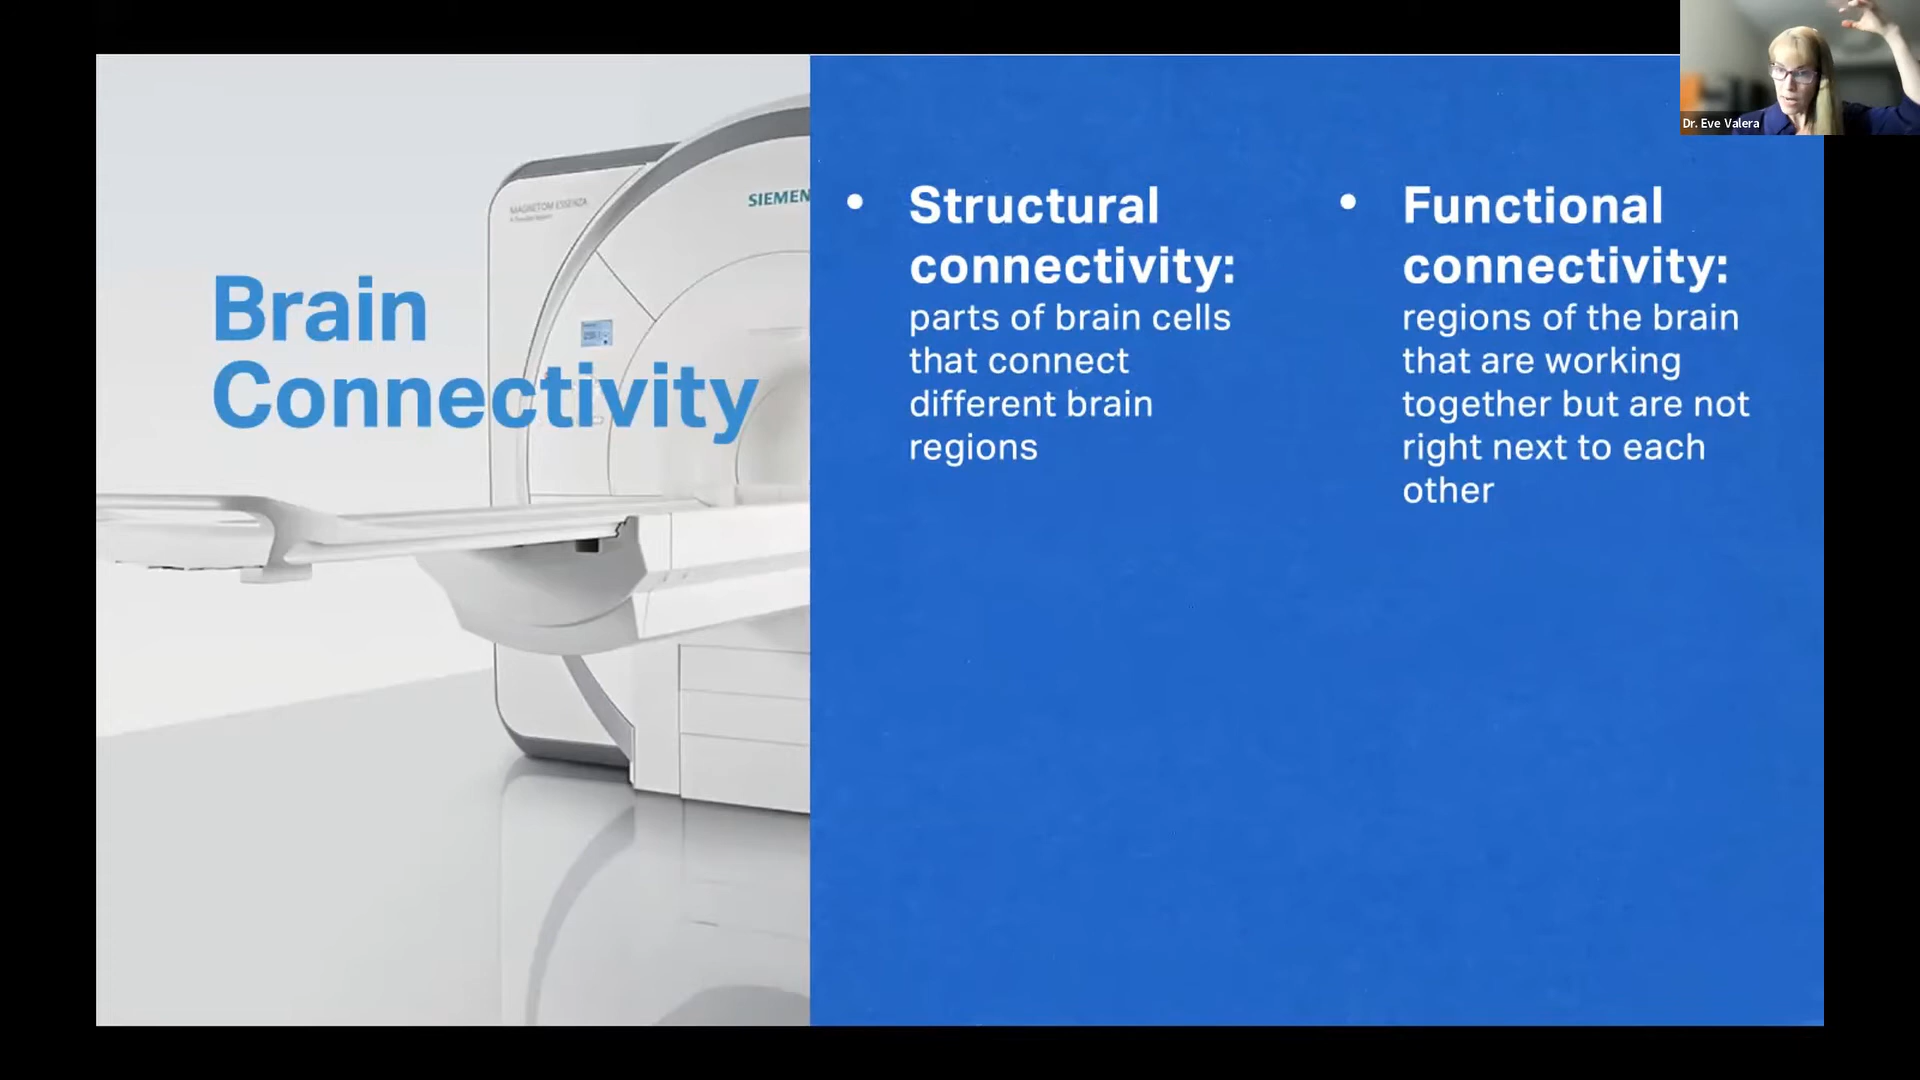 Dr. Eve Valera
SIEMEN
MAGNETOM ESSENZA
Brain
Connectivity
• Structural
connectivity:
parts of brain cells
that connect
different brain
regions
• Functional
connectivity:
regions of the brain
that are working
together but are not
right next to each
other